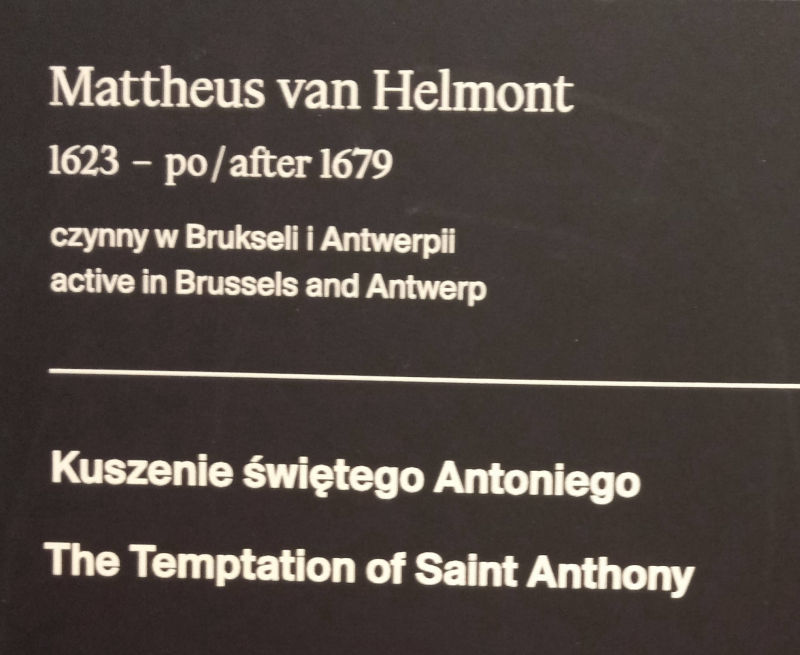 Mattheus van Helmont
1623 – po/after 1679
czynny w Brukseli i Antwerpii
active in Brussels and Antwerp
Kuszenie świętego Antoniego
The Temptation of Saint Anthony